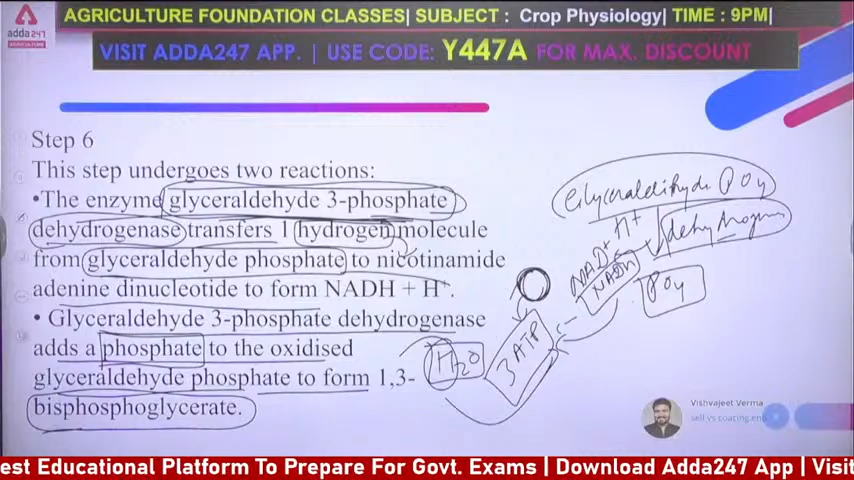 AGRICULTURE FOUNDATION CLASSES| SUBJECT : Crop Physiology| TIME : 9PM|
adda247
AGRICULTURE
VISIT ADDA247 APP. | USE CODE: Y447A FOR MAX. DISCOUNT
Step 6
This step undergoes two reactions:
•The enzyme glyceraldehyde 3-phosphate
dehydrogenase transfers 1 hydrogen molecule
from glyceraldehyde phosphate to nicotinamide
adenine dinucleotide to form NADH + H⁺.
• Glyceraldehyde 3-phosphate dehydrogenase
adds a phosphate to the oxidised
glyceraldehyde phosphate to form 1,3-
bisphosphoglycerate.
PO4
H+
NAD+
NADH
PO4
3 ATP
H2O
Vishvajeet Verma
est Educational Platform To Prepare For Govt. Exams | Download Adda247 App | Visit